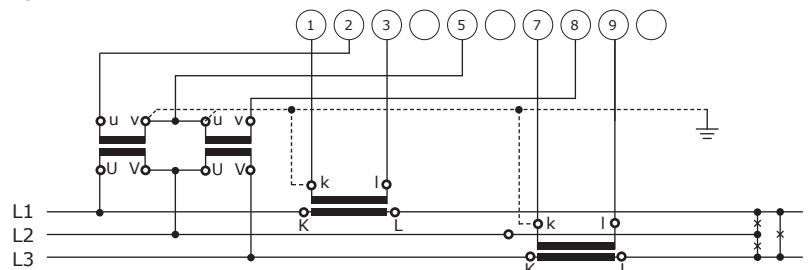 1 2 3 5 7 8 9
u v u v
U V U V
k l
L1 K L
k l
L2
L3 K L